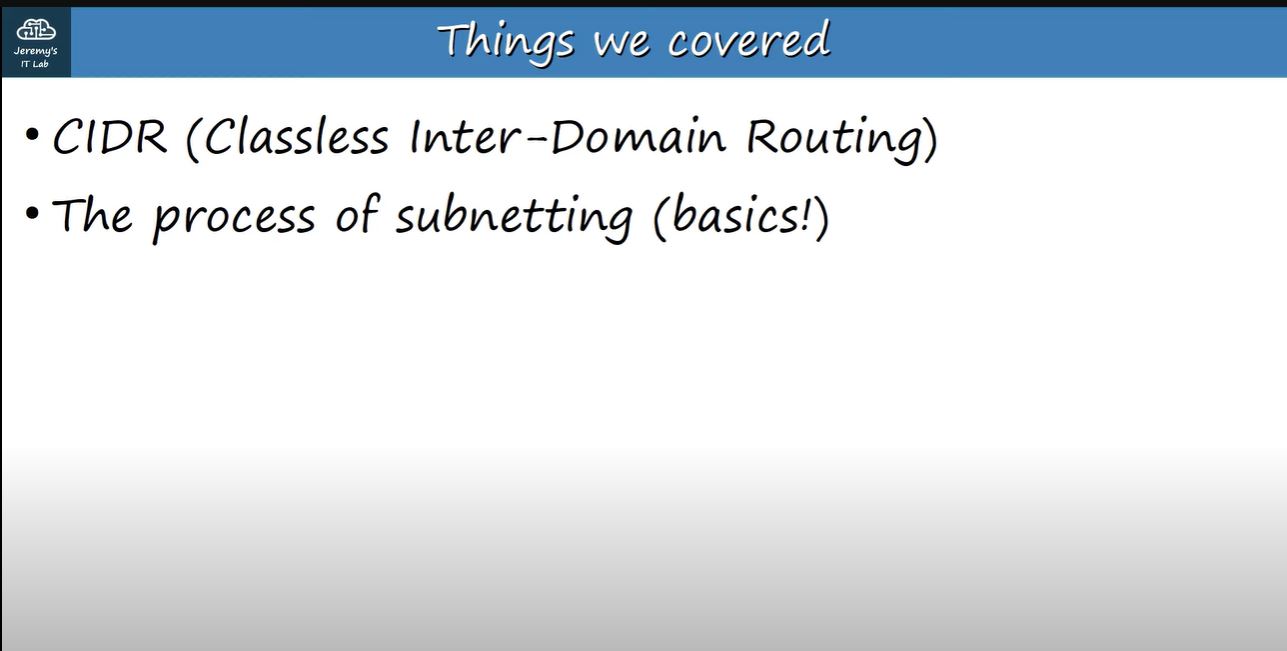 Jeremy's
IT Lab
Things we covered
• CIDR (Classless Inter-Domain Routing)
• The process of subnetting (basics!)